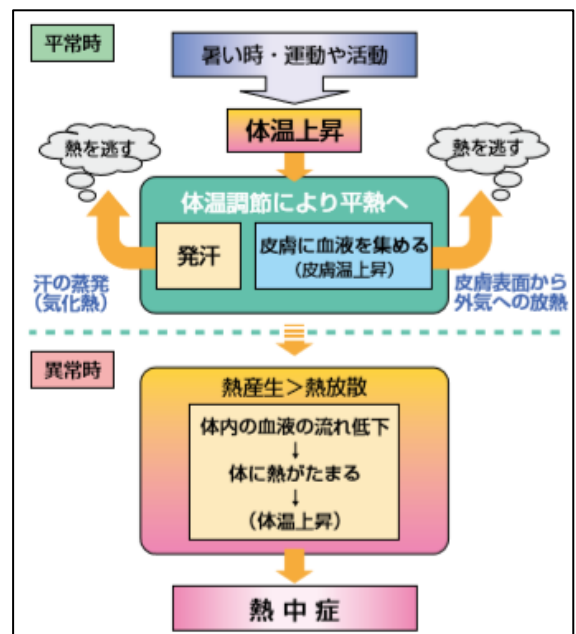 平常時
暑い時・運動や活動
体温上昇
熱を逃す
熱を逃す
体温調節により平熱へ
発汗
皮膚に血液を集める
(皮膚温上昇)
汗の蒸発
(気化熱)
皮膚表面から
外気への放熱
異常時
熱産生>熱放散
体内の血液の流れ低下
↓
体に熱がたまる
↓
(体温上昇)
熱中症